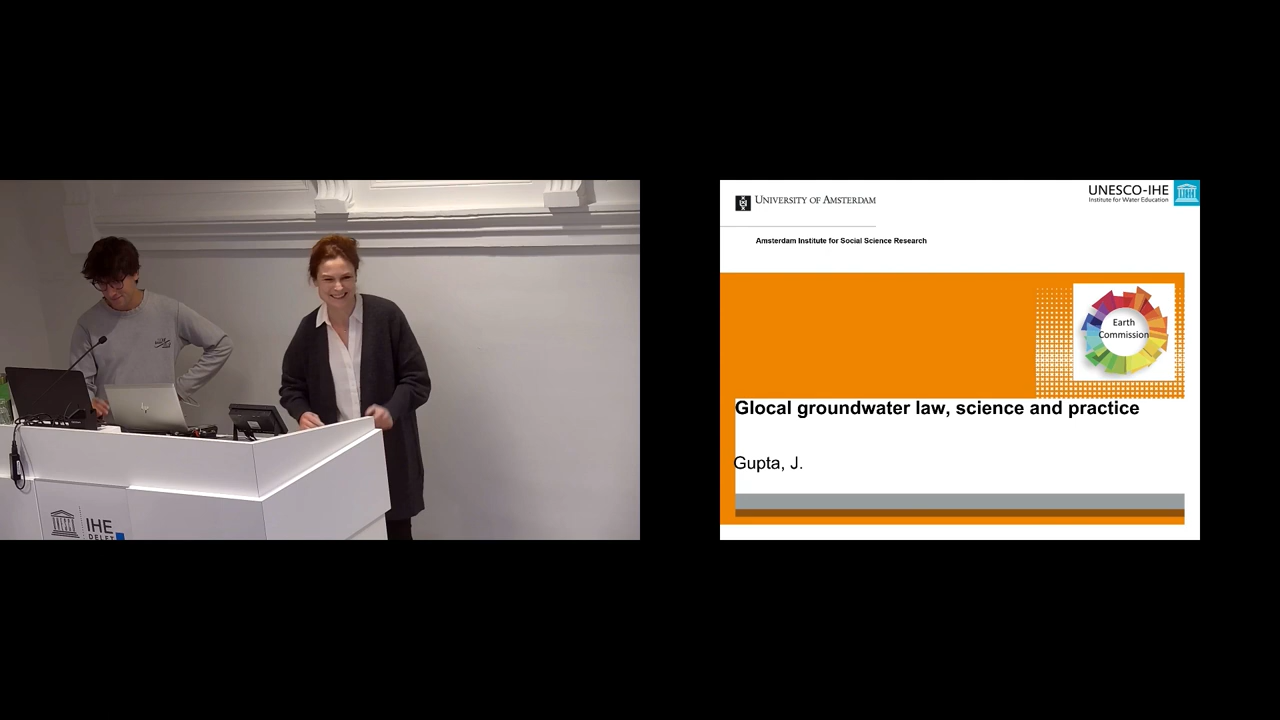 IHE
DELFT
UNIVERSITY OF AMSTERDAM
UNESCO-IHE
Institute for Water Education
Amsterdam Institute for Social Science Research
Earth
Commission
Glocal groundwater law, science and practice
Gupta, J.